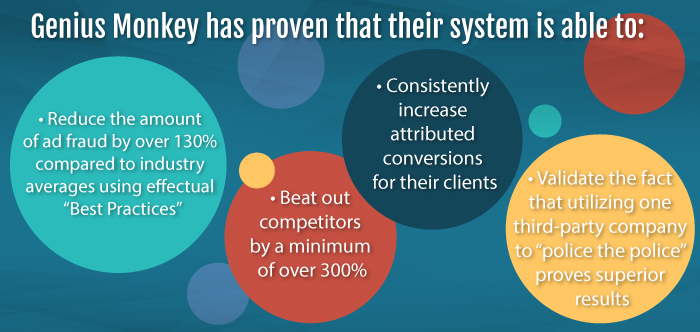 Genius Monkey has proven that their system is able to:
• Reduce the amount
of ad fraud by over 130%
compared to industry
averages using effectual
“Best Practices”
• Beat out
competitors
by a minimum
of over 300%
• Consistently
increase
attributed
conversions
for their clients
• Validate the fact
that utilizing one
third-party company
to “police the police”
proves superior
results